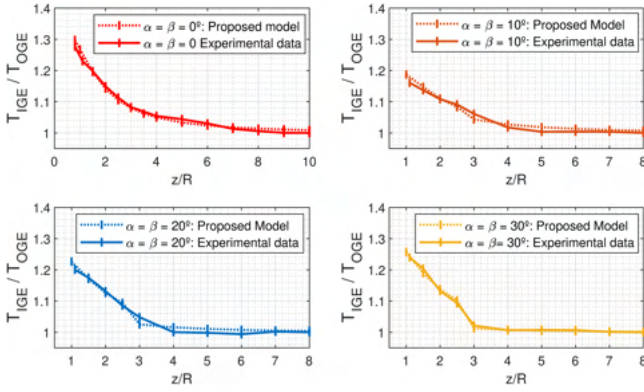 1.4
1.3
1.2
1.1
1
T_IGE / T_OGE
α = β = 0º: Proposed model
α = β = 0 Experimental data
0 2 4 6 8 10
z/R
1.4
1.3
1.2
1.1
1
T_IGE / T_OGE
α = β = 10º: Proposed Model
α = β = 10º: Experimental data
1 2 3 4 5 6 7 8
z/R
1.4
1.3
1.2
1.1
1
T_IGE / T_OGE
α = β = 20º: Proposed Model
α = β = 20º: Experimental data
1 2 3 4 5 6 7 8
z/R
1.4
1.3
1.2
1.1
1
T_IGE / T_OGE
α = β = 30º: Proposed Model
α = β= 30º: Experimental data
1 2 3 4 5 6 7 8
z/R